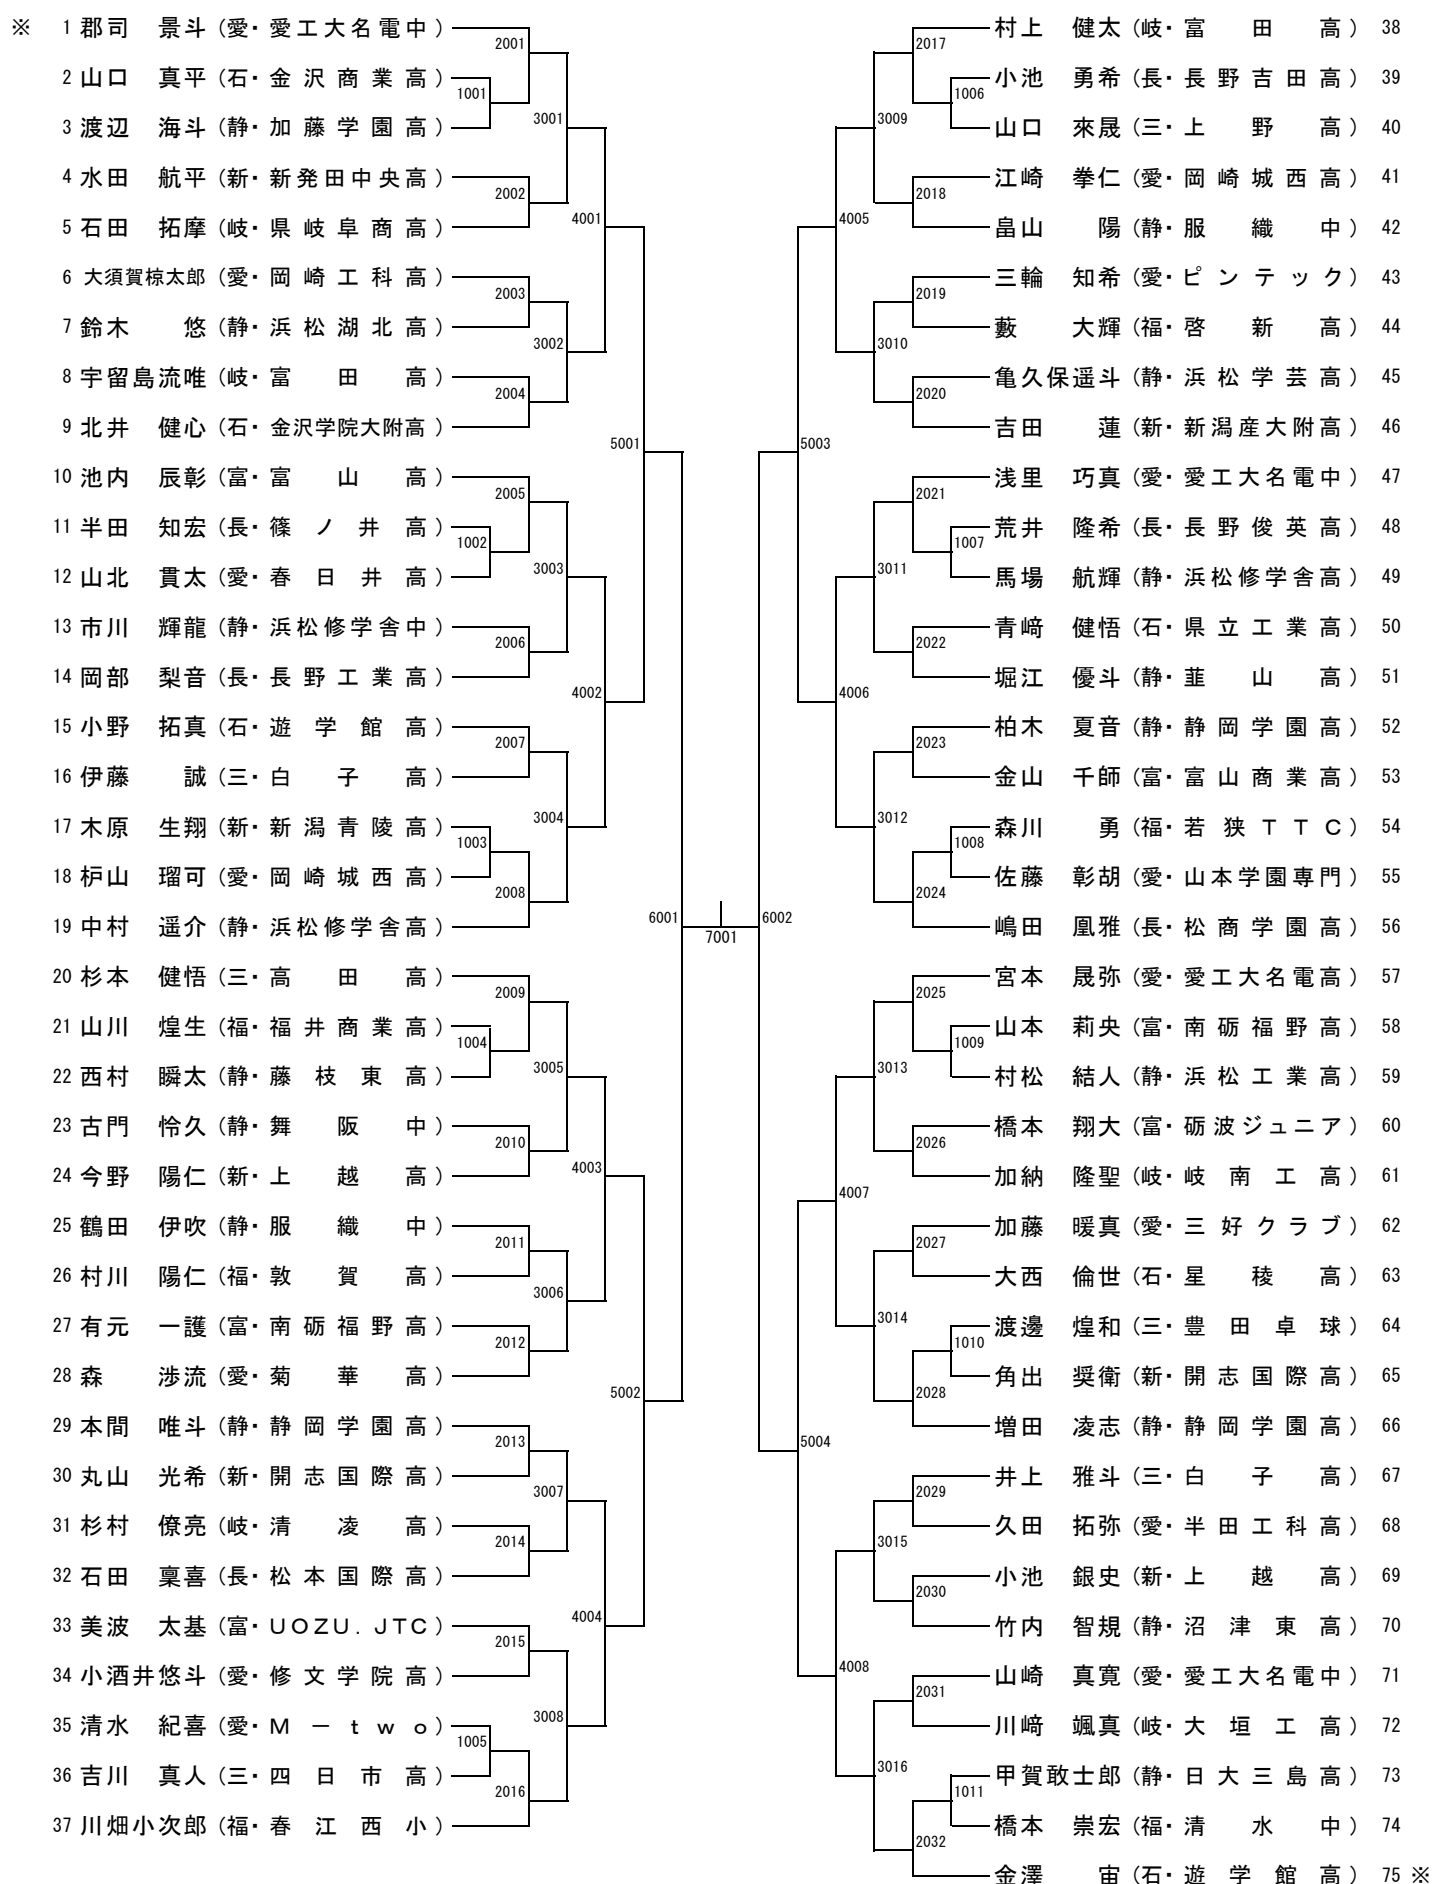 ※ 1 郡司 景斗 (愛・愛工大名電中)
2001
2 山口 真平 (石・金沢商業高)
1001
3 渡辺 海斗 (静・加藤学園高)
3001
4 水田 航平 (新・新発田中央高)
2002
5 石田 拓摩 (岐・県岐阜商高)
4001
6 大須賀椋太郎 (愛・岡崎工科高)
2003
7 鈴木 悠 (静・浜松湖北高)
3002
8 宇留島流唯 (岐・富田高)
2004
9 北井 健心 (石・金沢学院大附高)
5001
10 池内 辰彰 (富・富山高)
2005
11 半田 知宏 (長・篠ノ井高)
1002
12 山北 貫太 (愛・春日井高)
3003
13 市川 輝龍 (静・浜松修学舎中)
2006
14 岡部 梨音 (長・長野工業高)
4002
15 小野 拓真 (石・遊学館高)
2007
16 伊藤 誠 (三・白子高)
3004
17 木原 生翔 (新・新潟青陵高)
1003
18 枦山 瑠可 (愛・岡崎城西高)
2008
19 中村 遥介 (静・浜松修学舎高)
6001
20 杉本 健悟 (三・高田高)
2009
21 山川 煌生 (福・福井商業高)
1004
22 西村 瞬太 (静・藤枝東高)
3005
23 古門 怜久 (静・舞阪中)
2010
24 今野 陽仁 (新・上越高)
4003
25 鶴田 伊吹 (静・服織中)
2011
26 村川 陽仁 (福・敦賀高)
3006
27 有元 一護 (富・南砺福野高)
2012
28 森 渉流 (愛・菊華高)
5002
29 本間 唯斗 (静・静岡学園高)
2013
30 丸山 光希 (新・開志国際高)
3007
31 杉村 僚亮 (岐・清凌高)
2014
32 石田 稟喜 (長・松本国際高)
4004
33 美波 太基 (富・UOZU.JTC)
2015
34 小酒井悠斗 (愛・修文学院高)
3008
35 清水 紀喜 (愛・M－two)
1005
36 吉川 真人 (三・四日市高)
2016
37 川畑小次郎 (福・春江西小)
7001
村上 健太 (岐・富田高) 38
2017
小池 勇希 (長・長野吉田高) 39
1006
山口 來晟 (三・上野高) 40
3009
江崎 拳仁 (愛・岡崎城西高) 41
2018
畠山 陽 (静・服織中) 42
4005
三輪 知希 (愛・ピンテック) 43
2019
藪 大輝 (福・啓新高) 44
3010
亀久保遥斗 (静・浜松学芸高) 45
2020
吉田 蓮 (新・新潟産大附高) 46
5003
浅里 巧真 (愛・愛工大名電中) 47
2021
荒井 隆希 (長・長野俊英高) 48
1007
馬場 航輝 (静・浜松修学舎高) 49
3011
青﨑 健悟 (石・県立工業高) 50
2022
堀江 優斗 (静・韮山高) 51
4006
柏木 夏音 (静・静岡学園高) 52
2023
金山 千師 (富・富山商業高) 53
3012
森川 勇 (福・若狭TTC) 54
1008
佐藤 彰胡 (愛・山本学園専門) 55
2024
嶋田 凰雅 (長・松商学園高) 56
6002
宮本 晟弥 (愛・愛工大名電高) 57
2025
山本 莉央 (富・南砺福野高) 58
1009
村松 結人 (静・浜松工業高) 59
3013
橋本 翔大 (富・砺波ジュニア) 60
2026
加納 隆聖 (岐・岐南工高) 61
4007
加藤 暖真 (愛・三好クラブ) 62
2027
大西 倫世 (石・星稜高) 63
3014
渡邊 煌和 (三・豊田卓球) 64
1010
角出 奨衛 (新・開志国際高) 65
2028
増田 凌志 (静・静岡学園高) 66
5004
井上 雅斗 (三・白子高) 67
2029
久田 拓弥 (愛・半田工科高) 68
3015
小池 銀史 (新・上越高) 69
2030
竹内 智規 (静・沼津東高) 70
4008
山崎 真寛 (愛・愛工大名電中) 71
2031
川﨑 颯真 (岐・大垣工高) 72
3016
甲賀敢士郎 (静・日大三島高) 73
1011
橋本 崇宏 (福・清水中) 74
2032
金澤 宙 (石・遊学館高) 75 ※